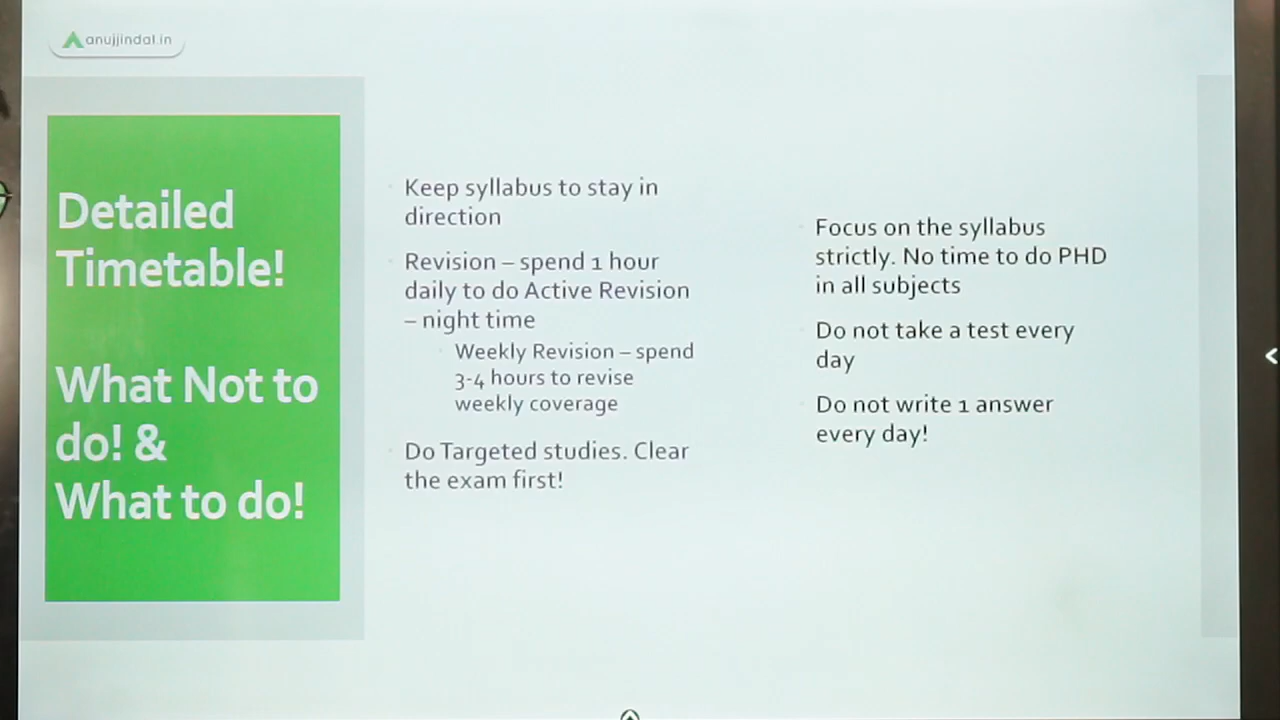 anujjindal.in
Detailed
Timetable!
What Not to
do! &
What to do!
Keep syllabus to stay in
direction
Revision – spend 1 hour
daily to do Active Revision
– night time
Weekly Revision – spend
3-4 hours to revise
weekly coverage
Do Targeted studies. Clear
the exam first!
Focus on the syllabus
strictly. No time to do PHD
in all subjects
Do not take a test every
day
Do not write 1 answer
every day!